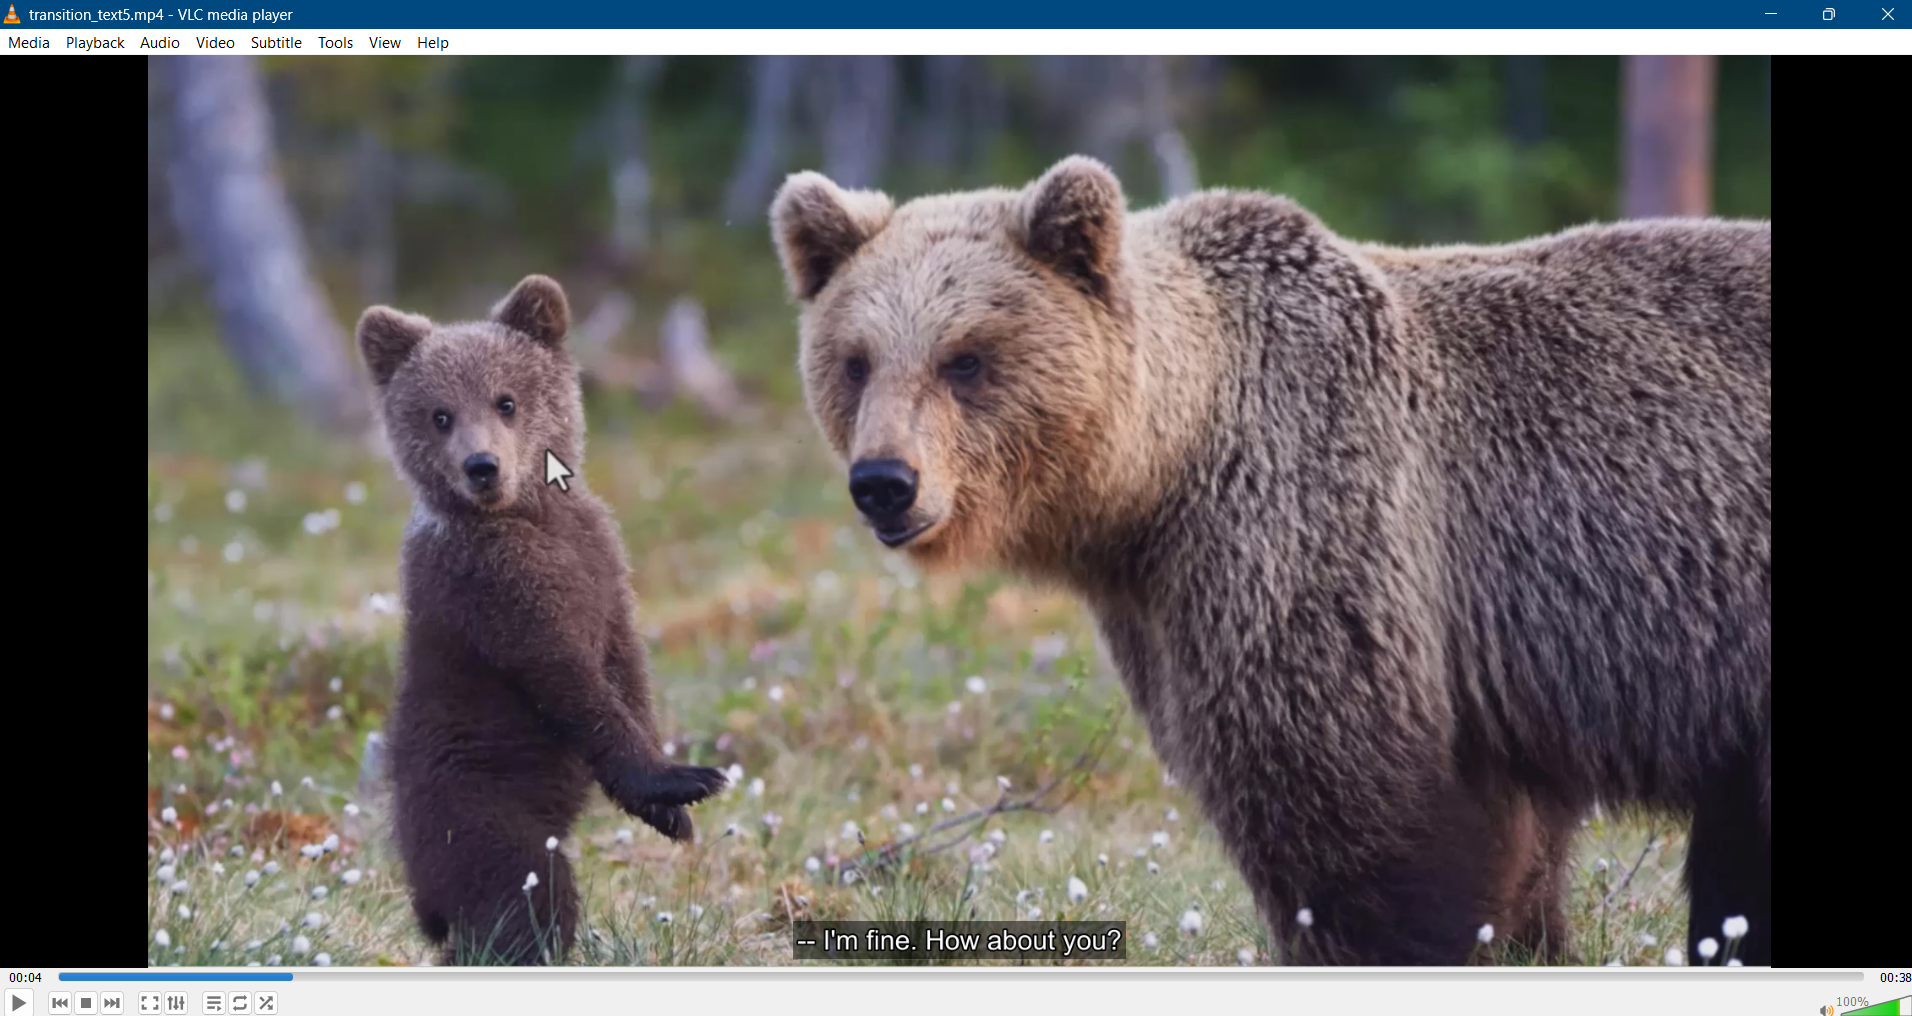 transition_text5.mp4 - VLC media player
Media Playback Audio Video Subtitle Tools View Help
-- I'm fine. How about you?
00:04 00:38
100%